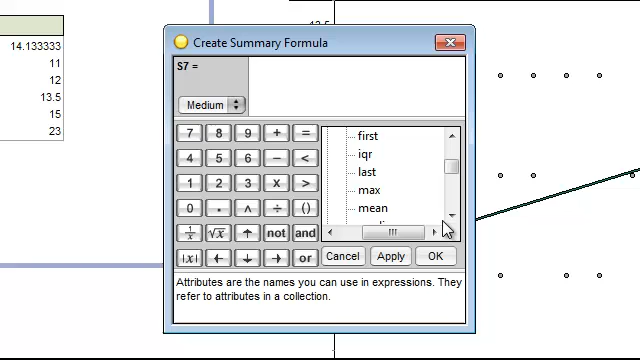 14.133333
11
12
13.5
15
23
Create Summary Formula
S7 =
Medium
7 8 9 + =
4 5 6 − <
1 2 3 x >
0 . ^ ÷ ()
1/x √x not and
|x| or
first
iqr
last
max
mean
Cancel
Apply
OK
Attributes are the names you can use in expressions. They
refer to attributes in a collection.